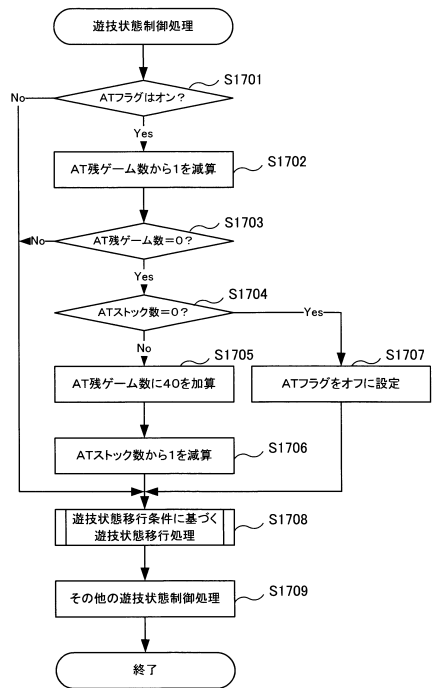 遊技状態制御処理
S1701
No
ATフラグはオン?
Yes
S1702
AT残ゲーム数から1を減算
S1703
No
AT残ゲーム数=0?
Yes
S1704
ATストック数=0?
Yes
No
S1705
S1707
AT残ゲーム数に40を加算
ATフラグをオフに設定
S1706
ATストック数から1を減算
遊技状態移行条件に基づく
遊技状態移行処理
S1708
S1709
その他の遊技状態制御処理
終了